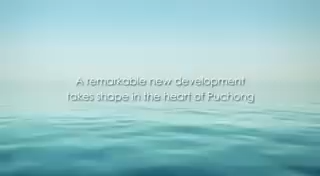 A remarkable new development
takes shape in the heart of Puchong